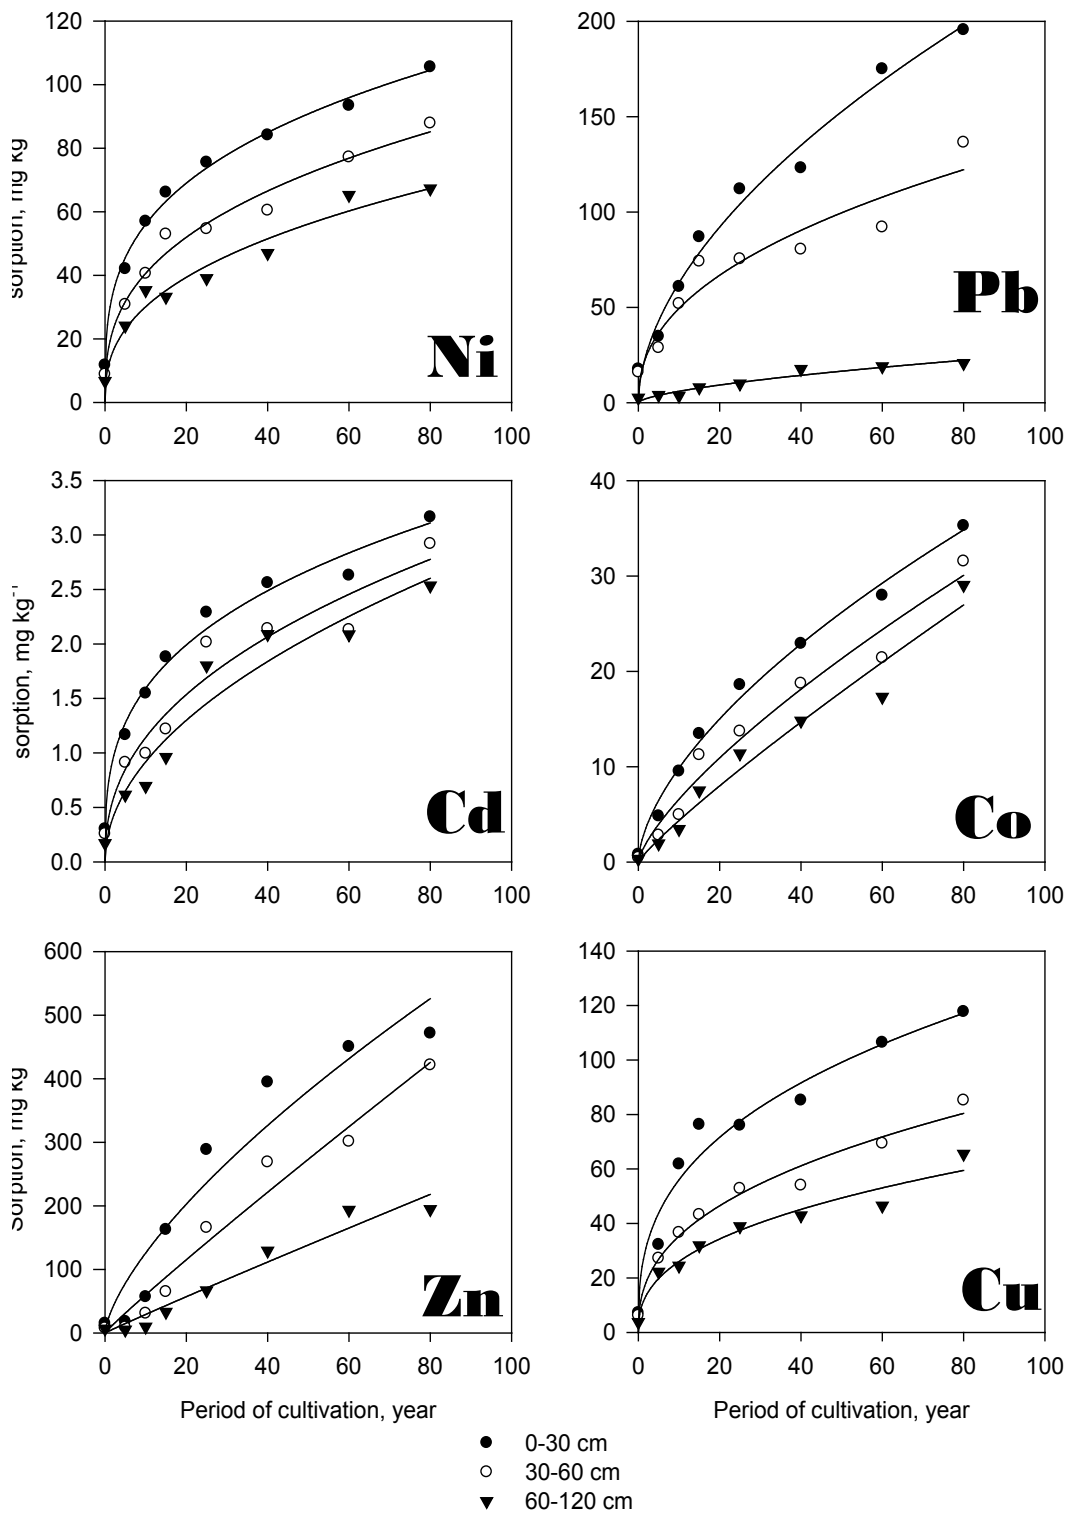 120
100
80
60
40
20
0
sorption, mg kg
Ni
0 20 40 60 80 100
200
150
100
50
0
Pb
0 20 40 60 80 100
3.5
3.0
2.5
2.0
1.5
1.0
0.5
0.0
sorption, mg kg⁻¹
Cd
0 20 40 60 80 100
40
30
20
10
0
Co
0 20 40 60 80 100
600
500
400
300
200
100
0
Sorption, mg kg
Zn
0 20 40 60 80 100
Period of cultivation, year
140
120
100
80
60
40
20
0
Cu
0 20 40 60 80 100
Period of cultivation, year
0-30 cm
30-60 cm
60-120 cm